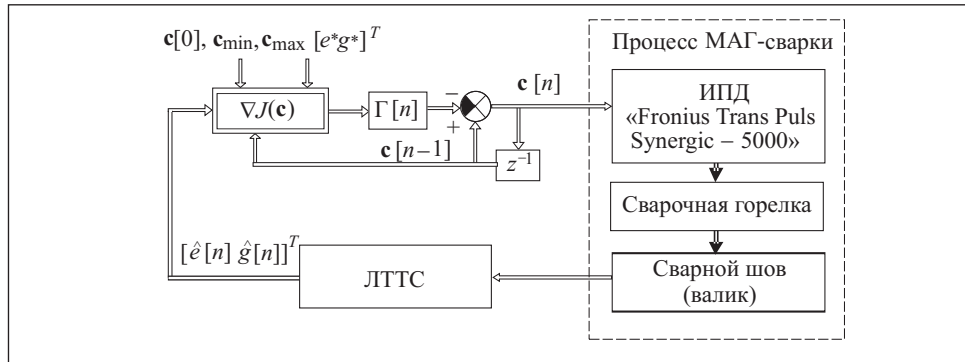 c[0], c_min, c_max [e*g*]^T
Процесс МАГ-сварки
∇J(c)
Γ[n]
−
+
c [n]
c [n−1]
z^−1
ИПД
«Fronius Trans Puls
Synergic – 5000»
Сварочная горелка
Сварной шов
(валик)
[ê[n] ĝ[n]]^T
ЛТТС